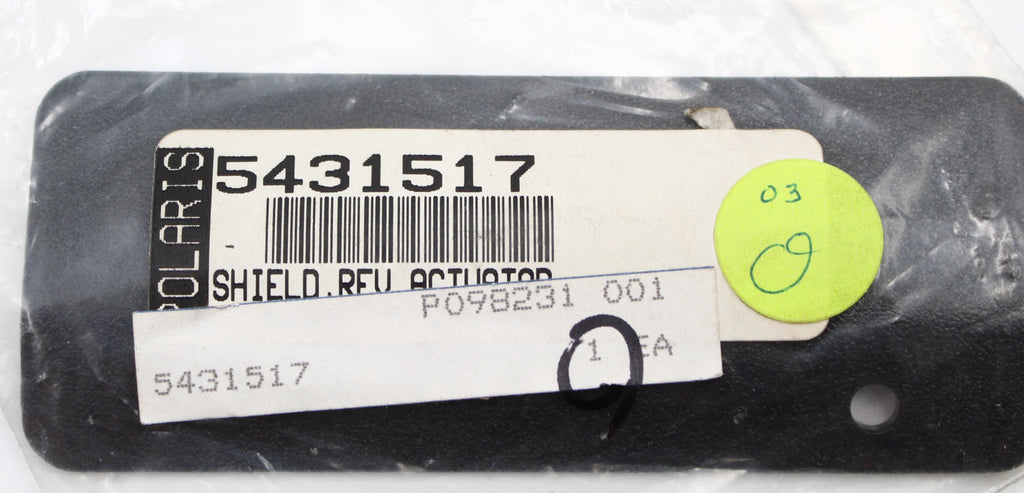 POLARIS
5431517
SHIELD,REV ACTUATOR
P098231 001
1 EA
5431517
03